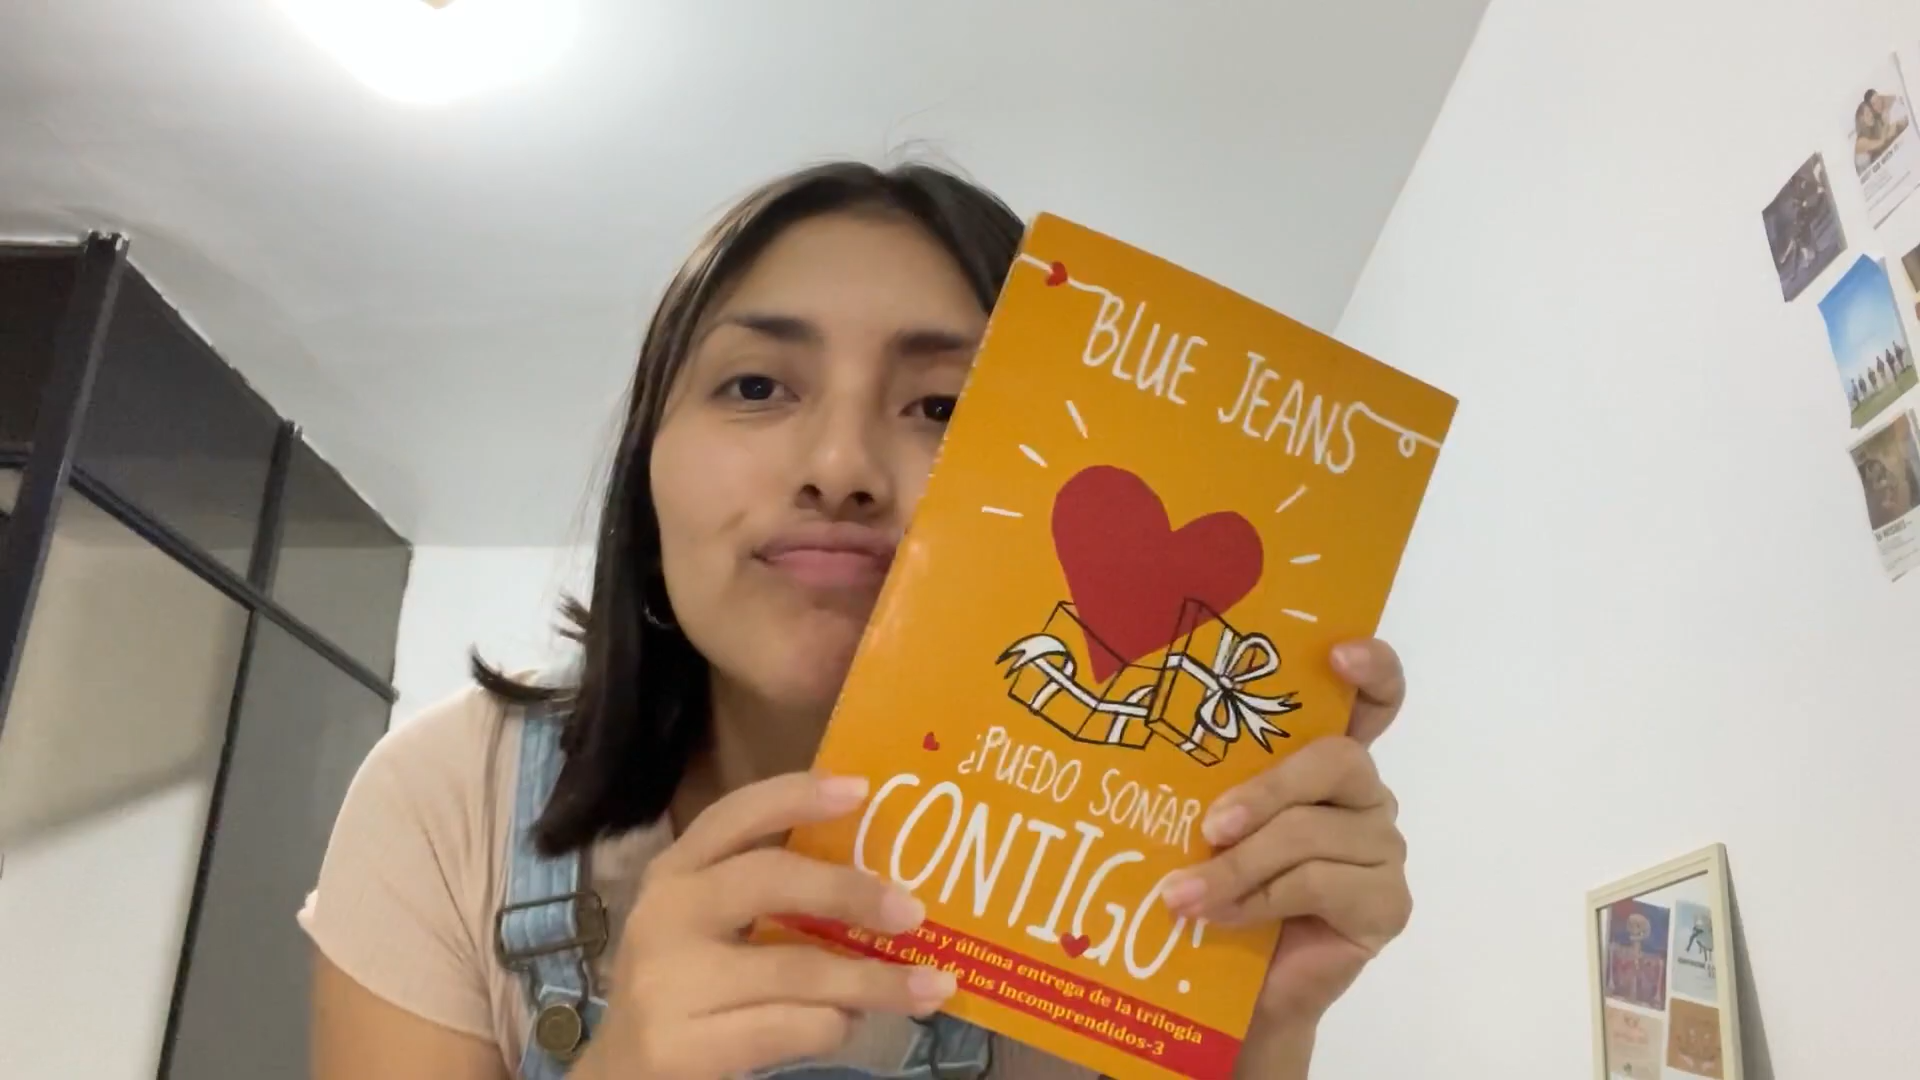 BLUE JEANS
¿PUEDO SOÑAR
CONTIGO!
y última entrega de la trilogía
de EL club de los Incomprendidos-3